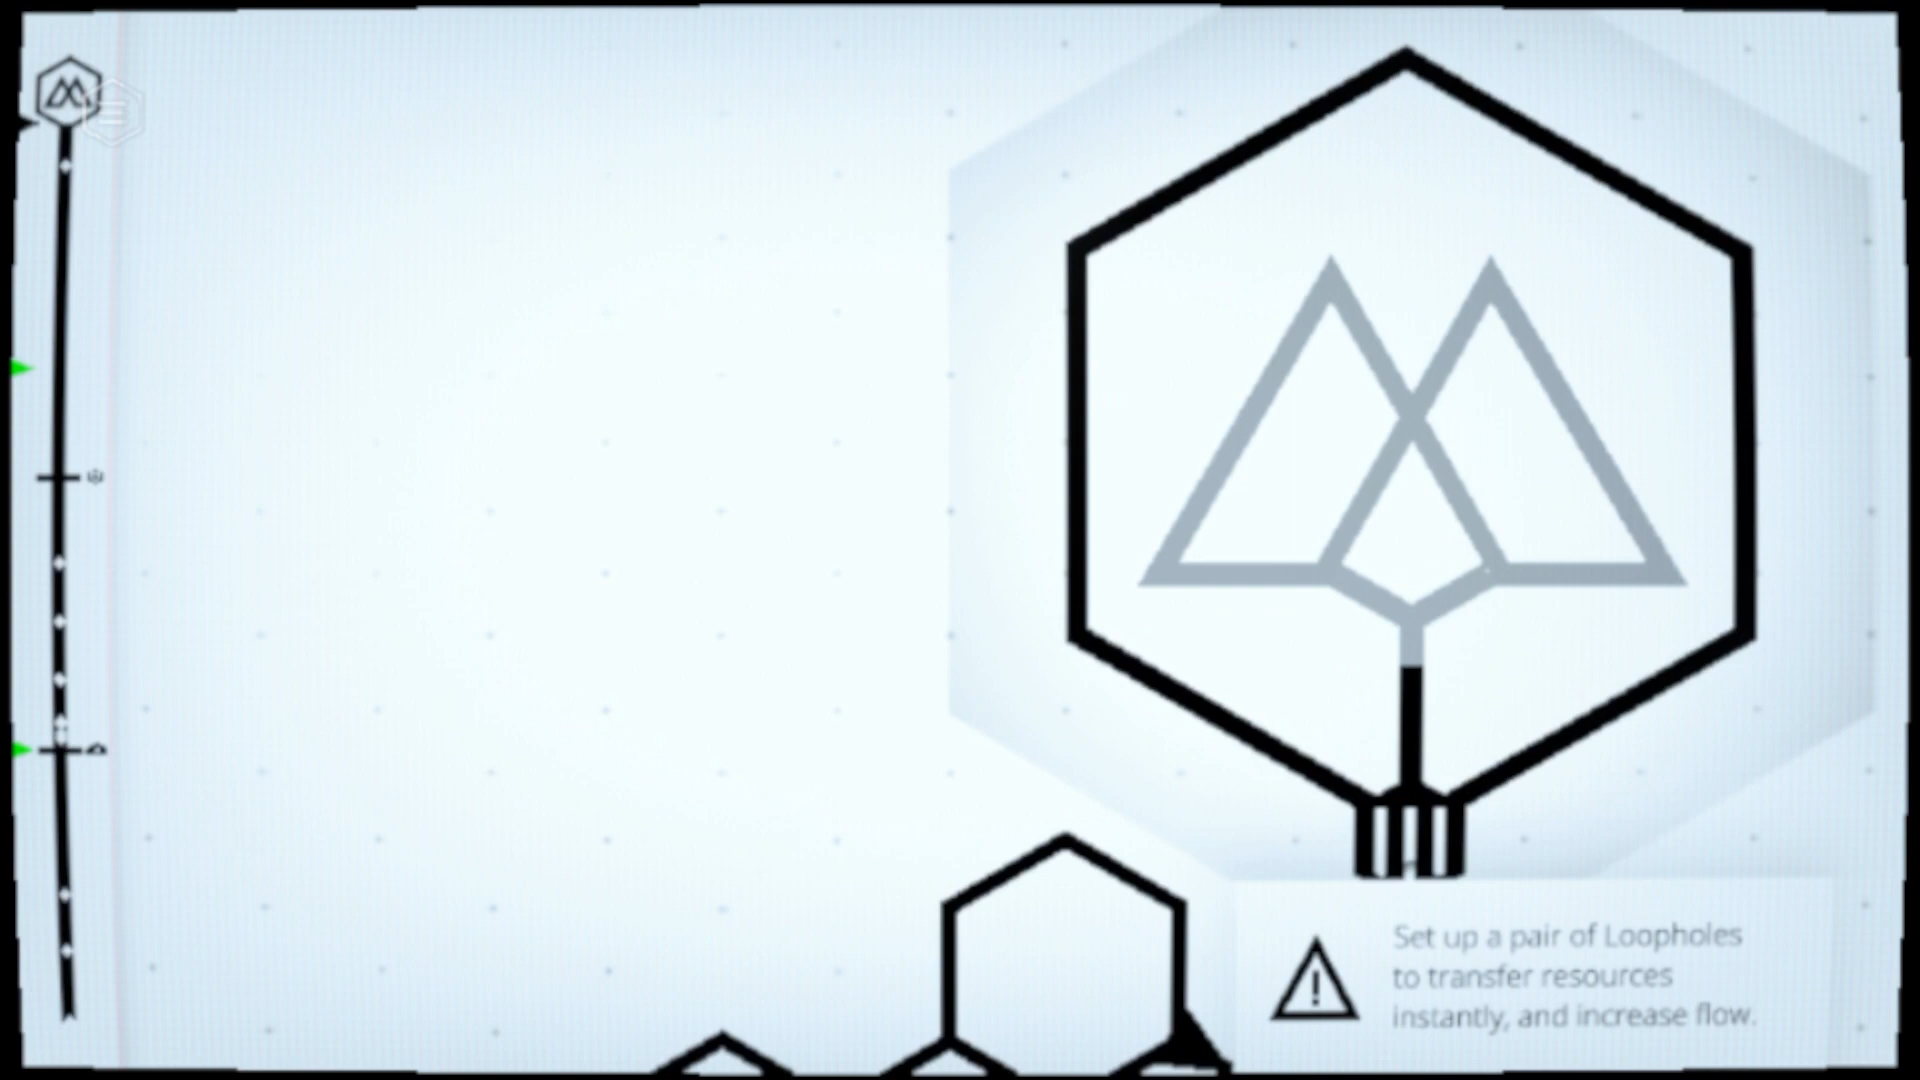 Set up a pair of Loopholes
to transfer resources
instantly, and increase flow.